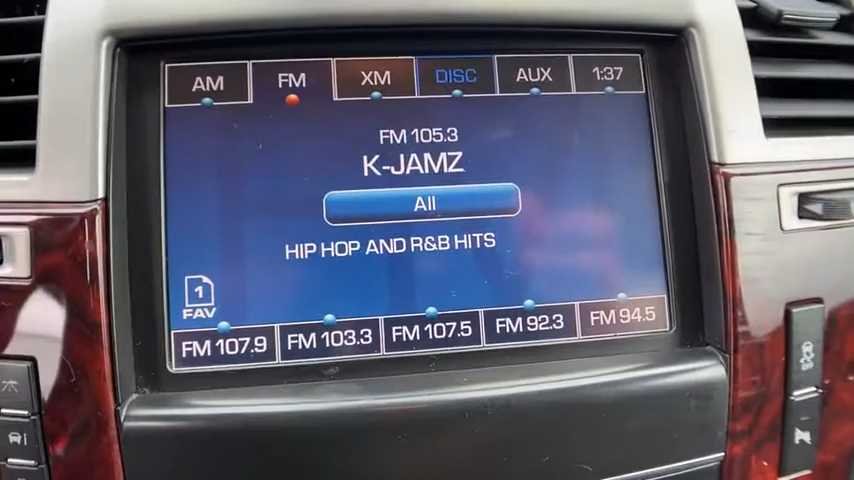 AM FM XM DISC AUX 1:37
FM 105.3
K-JAMZ
All
HIP HOP AND R&B HITS
1
FAV
FM 107.9 FM 103.3 FM 107.5 FM 92.3 FM 94.5